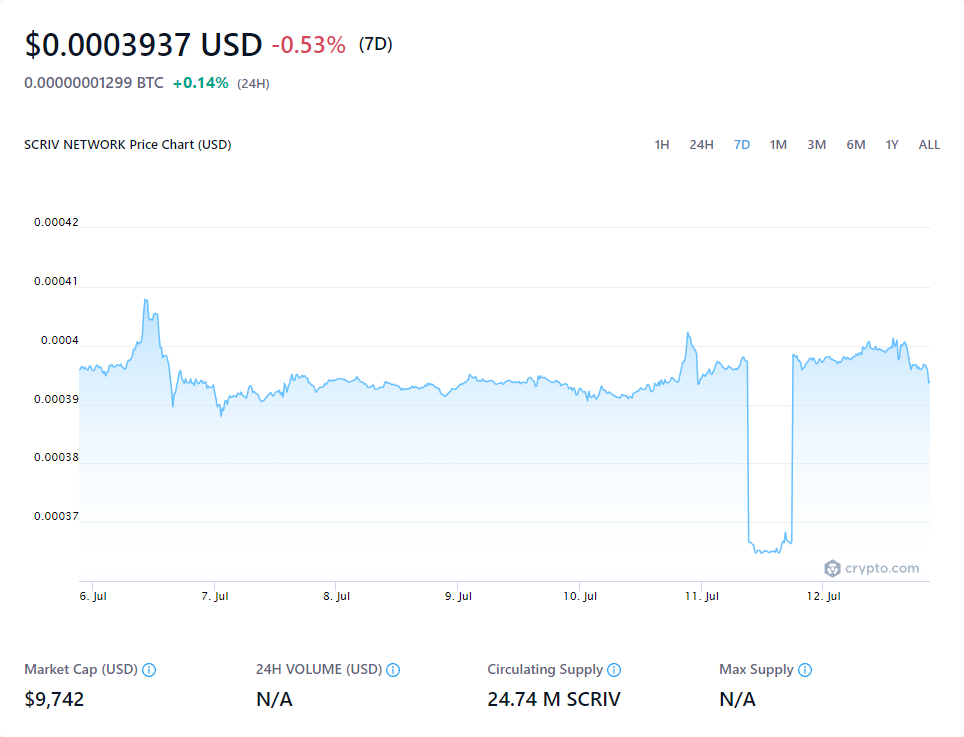 $0.0003937 USD -0.53% (7D)
0.00000001299 BTC +0.14% (24H)
SCRIV NETWORK Price Chart (USD) 1H 24H 7D 1M 3M 6M 1Y ALL
0.00042
0.00041
0.0004
0.00039
0.00038
0.00037
crypto.com
6. Jul 7. Jul 8. Jul 9. Jul 10. Jul 11. Jul 12. Jul
Market Cap (USD) 24H VOLUME (USD) Circulating Supply Max Supply
$9,742 N/A 24.74 M SCRIV N/A